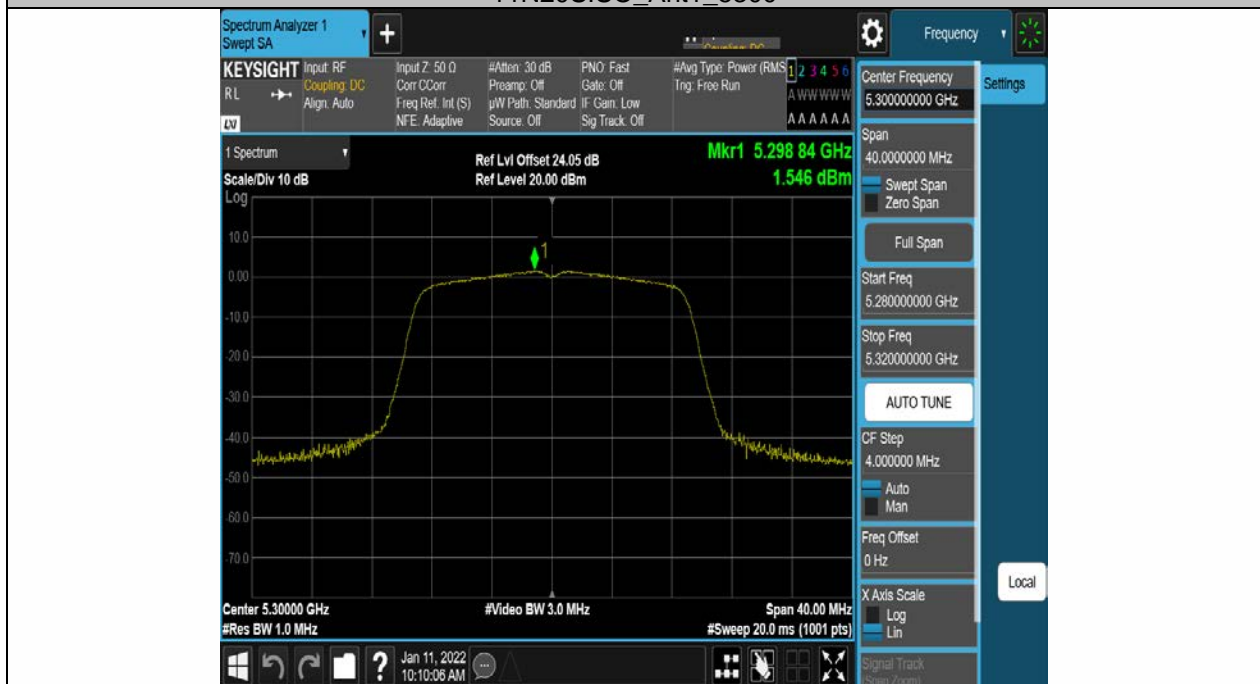 Spectrum Analyzer 1
Swept SA
+
Frequency
KEYSIGHT
RL
LXI
Input: RF
Coupling: DC
Align: Auto
Input Z: 50 Ω
Corr CCorr
Freq Ref: Int (S)
NFE: Adaptive
#Atten: 30 dB
Preamp: Off
µW Path: Standard
Source: Off
PNO: Fast
Gate: Off
IF Gain: Low
Sig Track: Off
#Avg Type: Power (RMS
Trig: Free Run
1 2 3 4 5 6
A W W W W W
A A A A A A
1 Spectrum
Scale/Div 10 dB
Log
Ref Lvl Offset 24.05 dB
Ref Level 20.00 dBm
Mkr1 5.298 84 GHz
1.546 dBm
10.0
0.00
-10.0
-20.0
-30.0
-40.0
-50.0
-60.0
-70.0
1
Center 5.30000 GHz
#Res BW 1.0 MHz
#Video BW 3.0 MHz
Span 40.00 MHz
#Sweep 20.0 ms (1001 pts)
Center Frequency
5.300000000 GHz
Span
40.0000000 MHz
Swept Span
Zero Span
Full Span
Start Freq
5.280000000 GHz
Stop Freq
5.320000000 GHz
AUTO TUNE
CF Step
4.000000 MHz
Auto
Man
Freq Offset
0 Hz
X Axis Scale
Log
Lin
Signal Track
(Span Zoom)
Settings
Local
?
Jan 11, 2022
10:10:06 AM